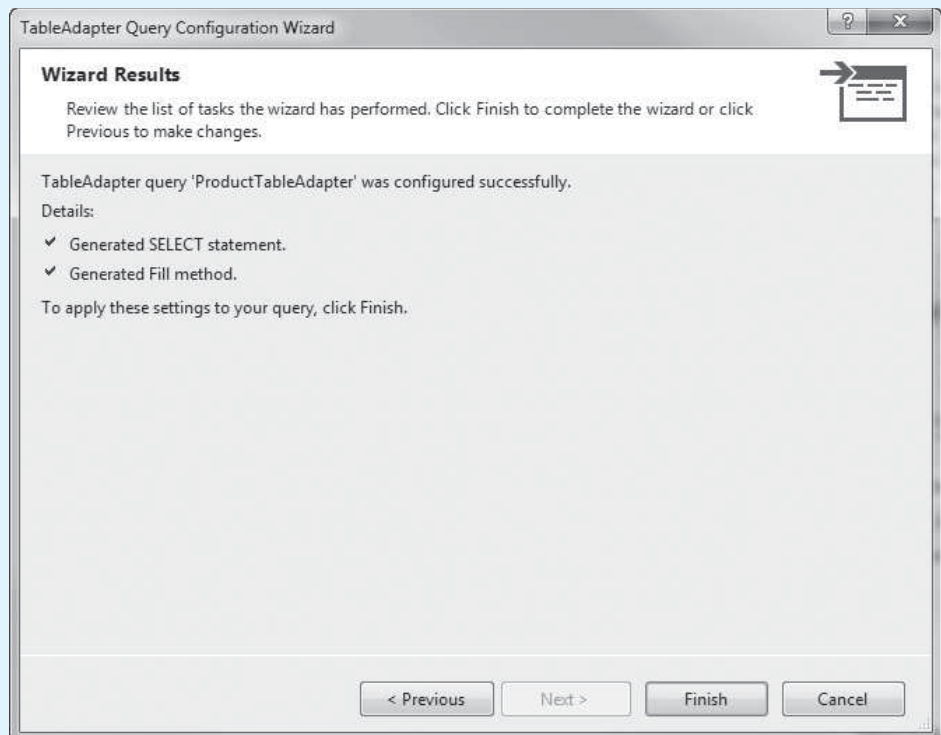 TableAdapter Query Configuration Wizard
? X
Wizard Results
Review the list of tasks the wizard has performed. Click Finish to complete the wizard or click
Previous to make changes.
TableAdapter query 'ProductTableAdapter' was configured successfully.
Details:
✓ Generated SELECT statement.
✓ Generated Fill method.
To apply these settings to your query, click Finish.
< Previous Next > Finish Cancel